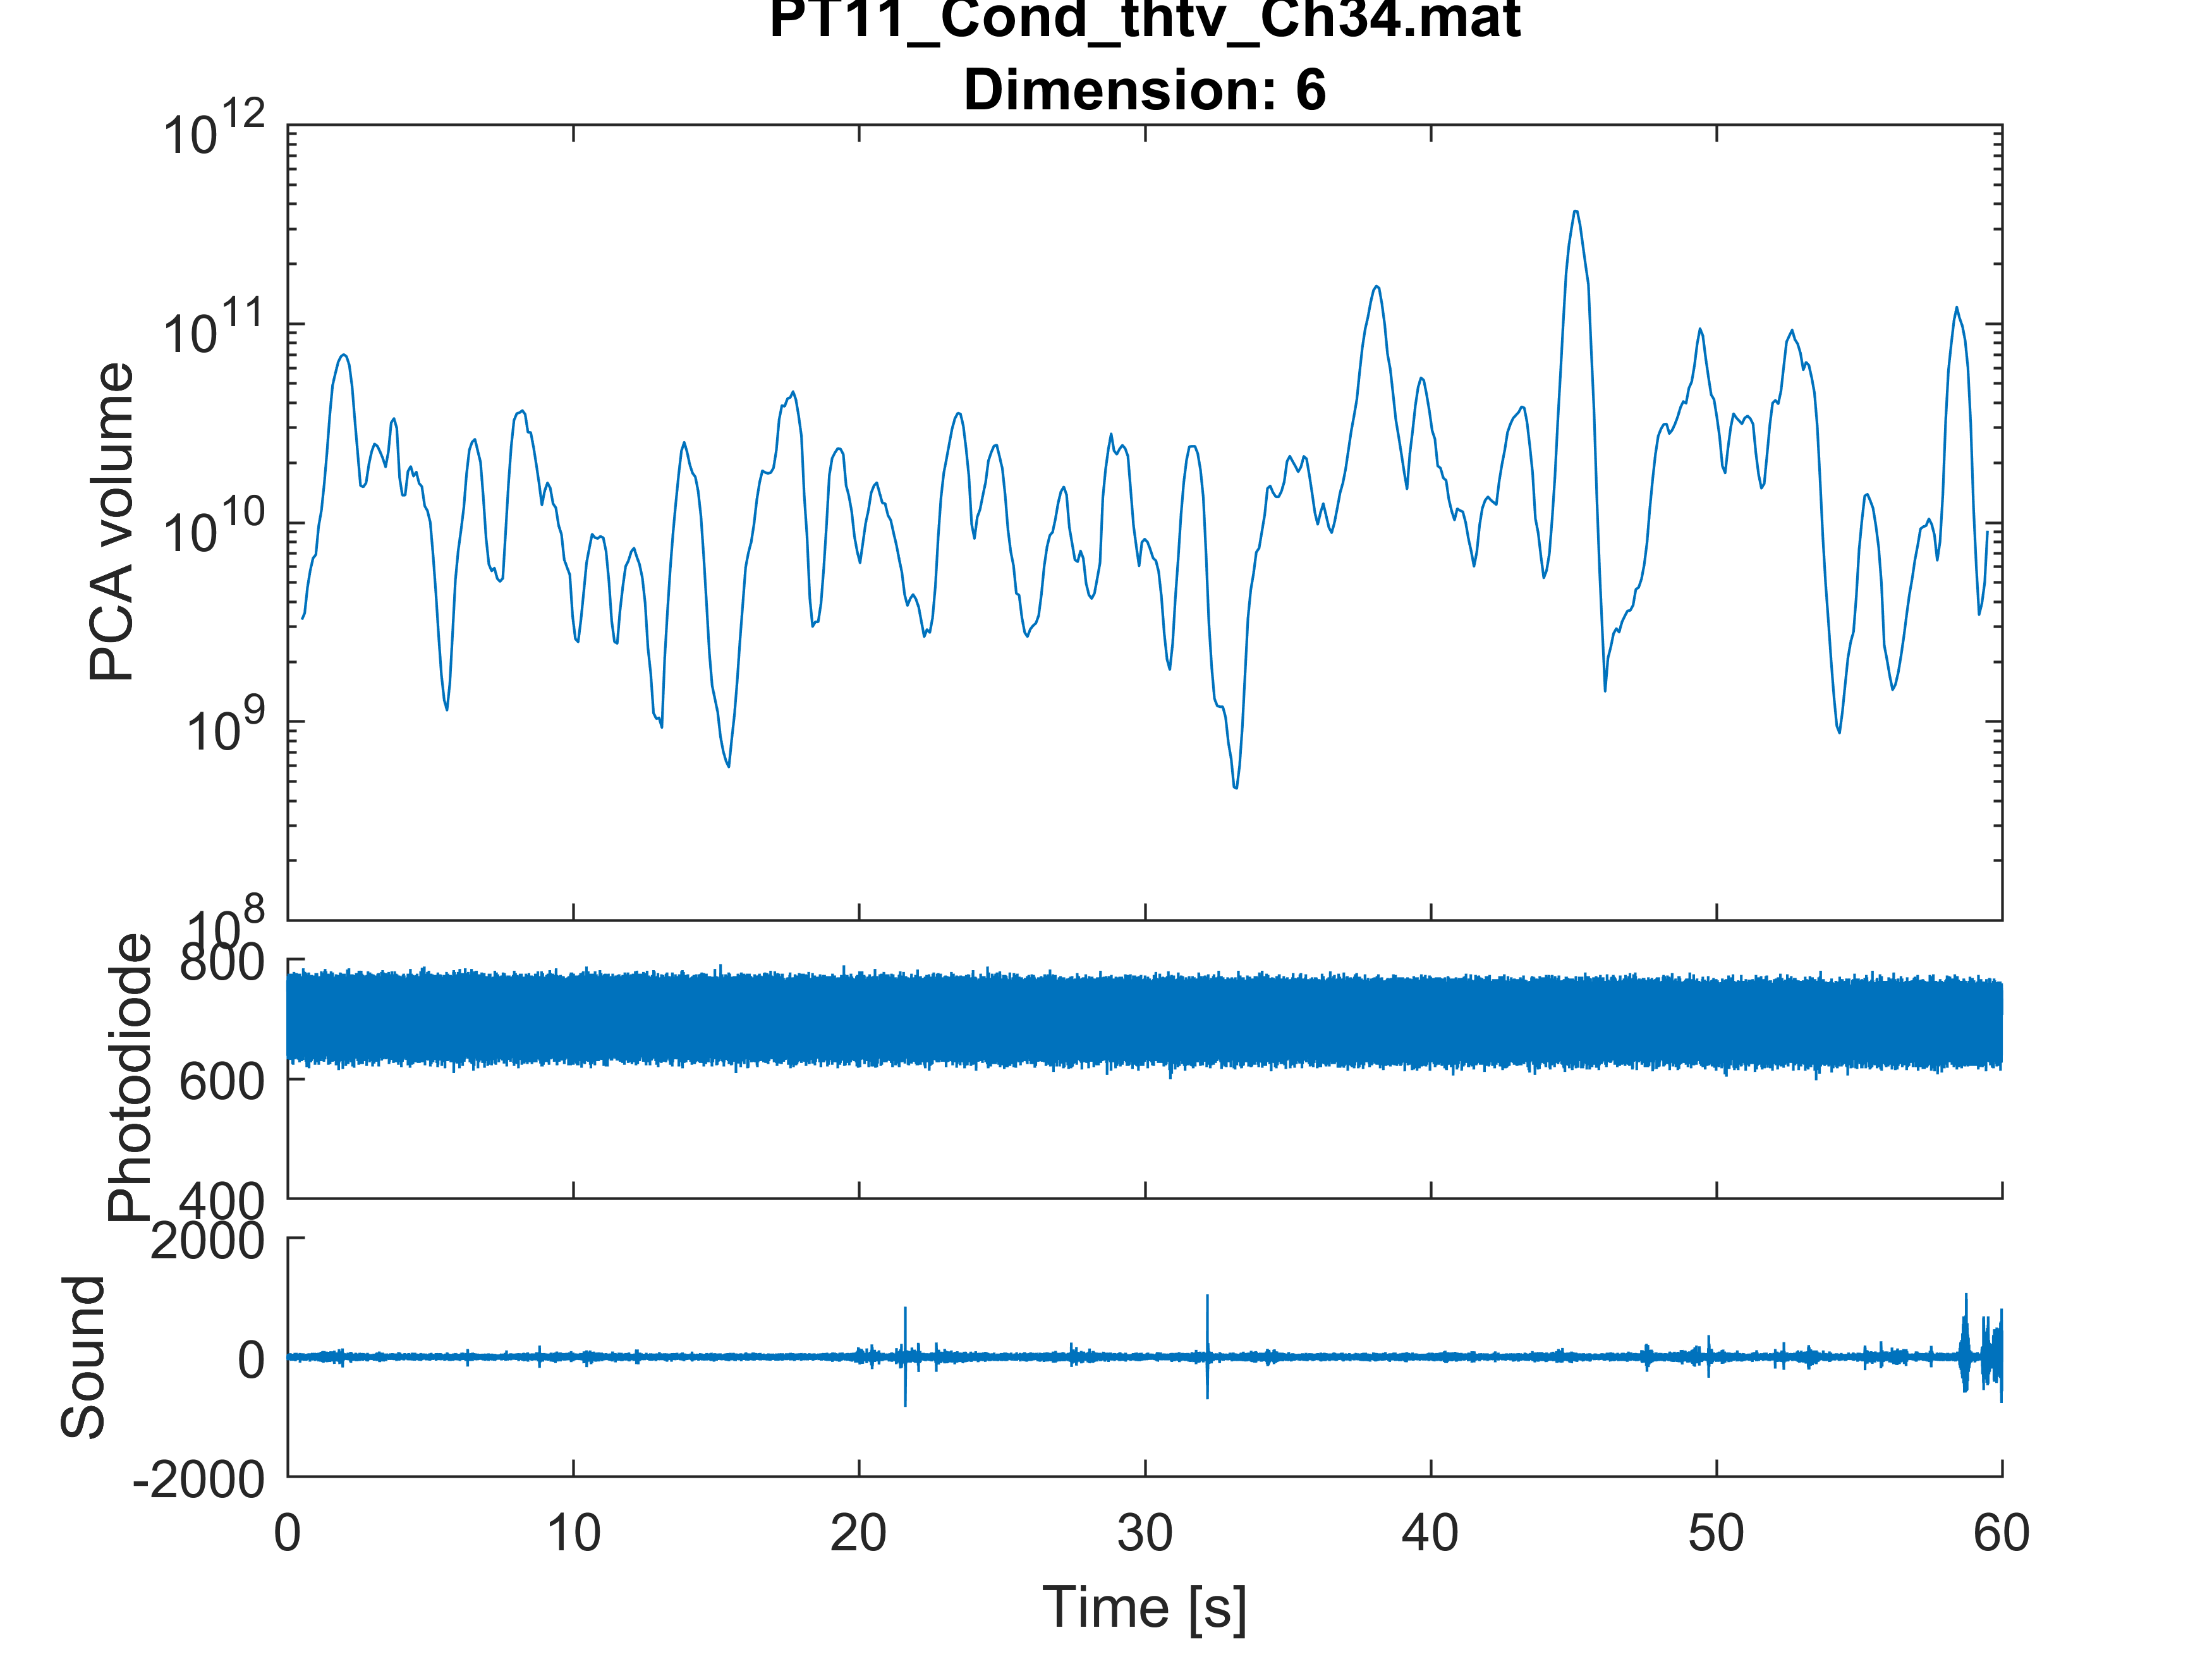 PT11_Cond_thtv_Ch34.mat
Dimension: 6
PCA volume
10^12
10^11
10^10
10^9
10^8
Photodiode
800
600
400
Sound
2000
0
-2000
0 10 20 30 40 50 60
Time [s]